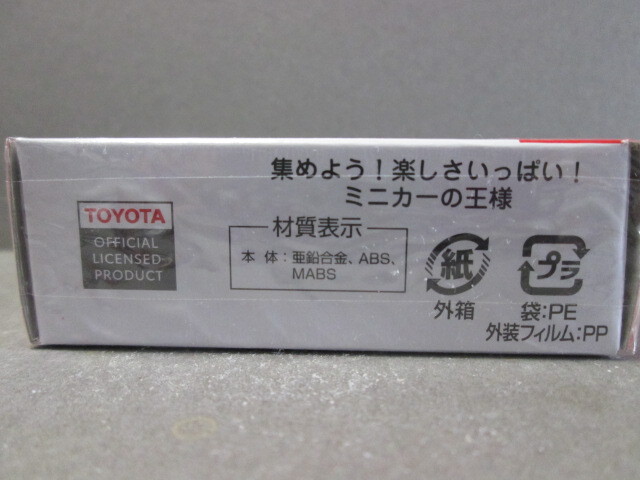 集めよう！楽しさいっぱい！
ミニカーの王様
TOYOTA
OFFICIAL
LICENSED
PRODUCT
材質表示
本 体：亜鉛合金、ABS、
MABS
紙
外箱
プラ
袋:PE
外装フィルム:PP